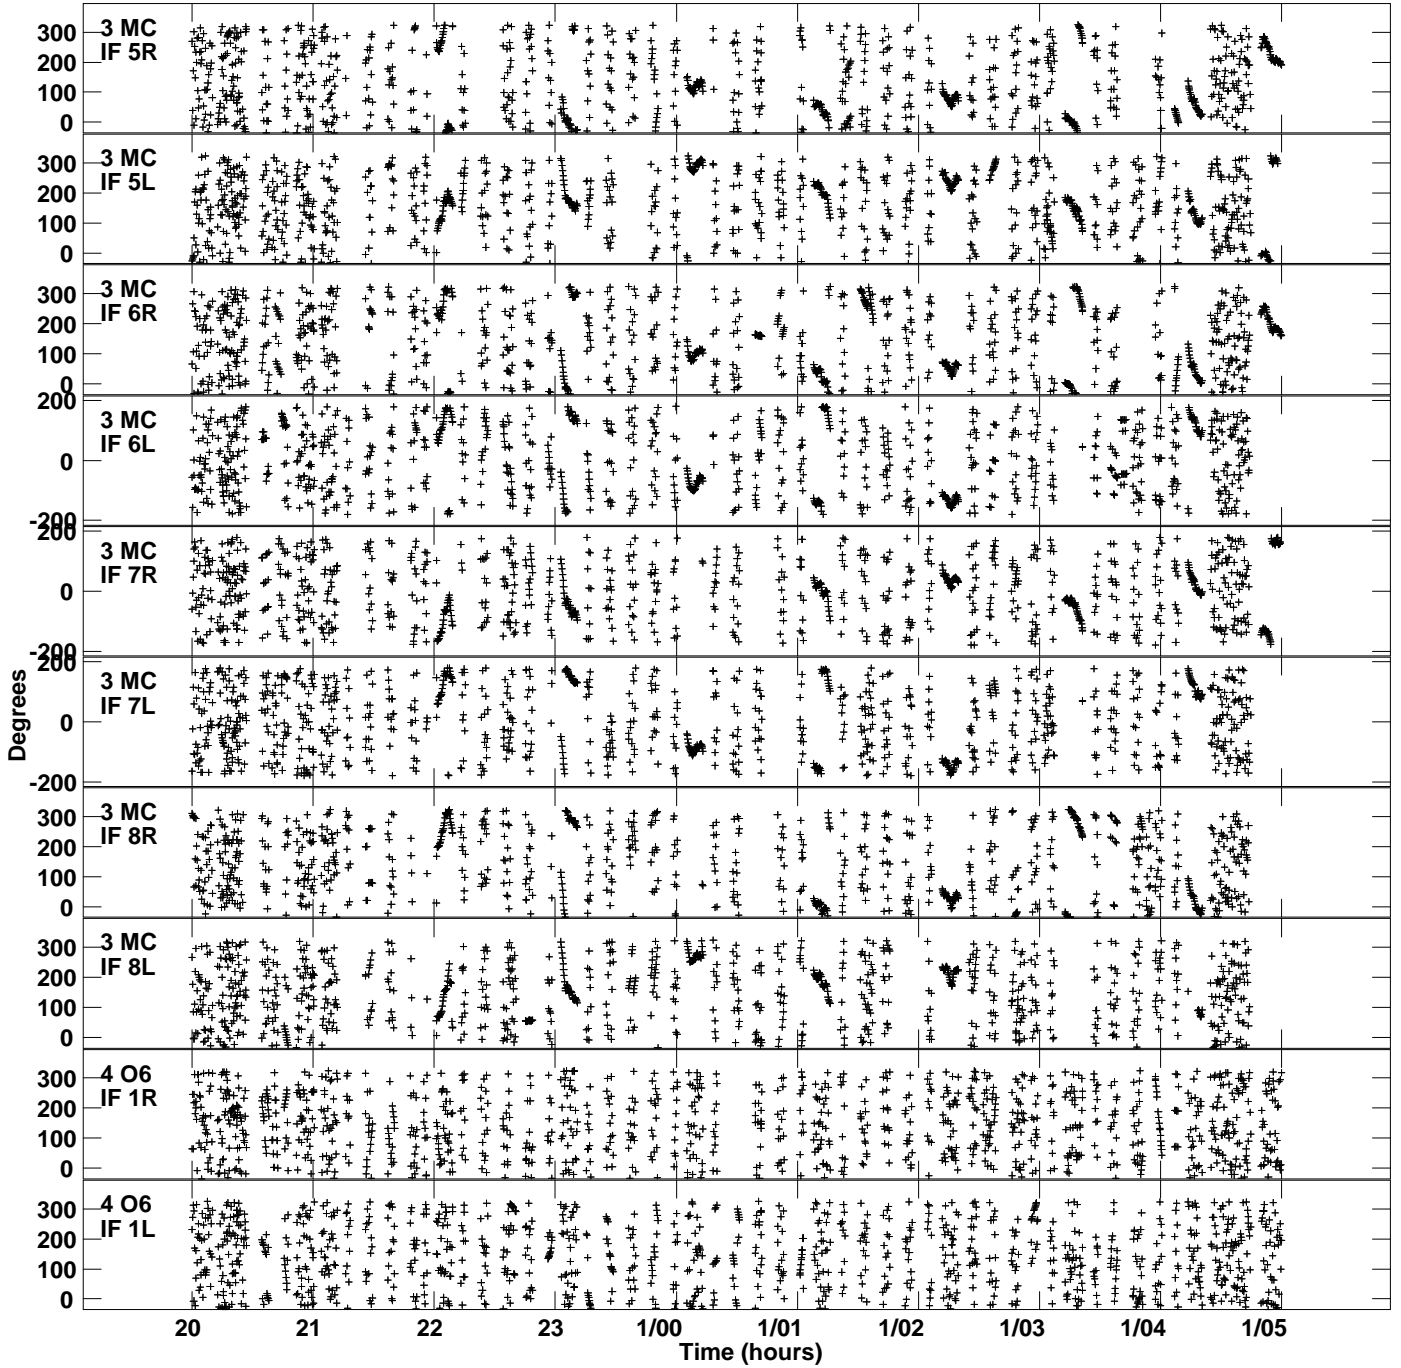 3 MC
IF 5R
300
200
100
0
3 MC
IF 5L
300
200
100
0
3 MC
IF 6R
300
200
100
0
3 MC
IF 6L
200
0
-200
3 MC
IF 7R
200
0
-200
3 MC
IF 7L
200
0
-200
3 MC
IF 8R
300
200
100
0
3 MC
IF 8L
300
200
100
0
4 O6
IF 1R
300
200
100
0
4 O6
IF 1L
300
200
100
0
Degrees
20 21 22 23 1/00 1/01 1/02 1/03 1/04 1/05
Time (hours)